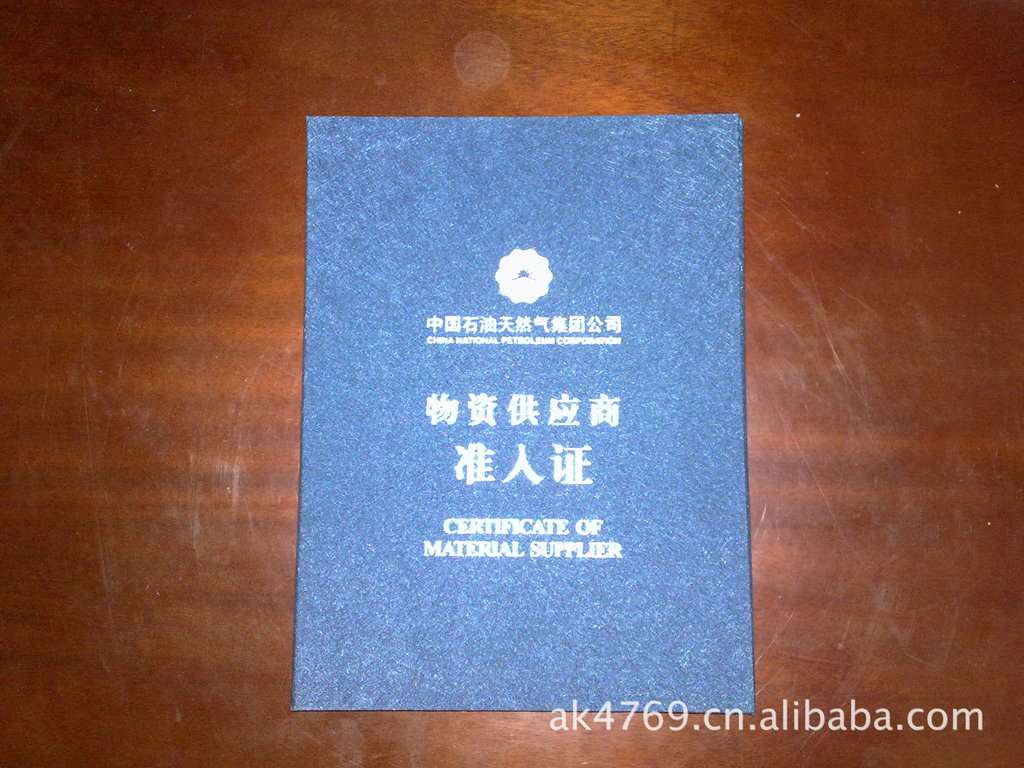 中国石油天然气集团公司
CHINA NATIONAL PETROLEUM CORPORATION
物资供应商
准入证
CERTIFICATE OF
MATERIAL SUPPLIER
ak4769.cn.alibaba.com